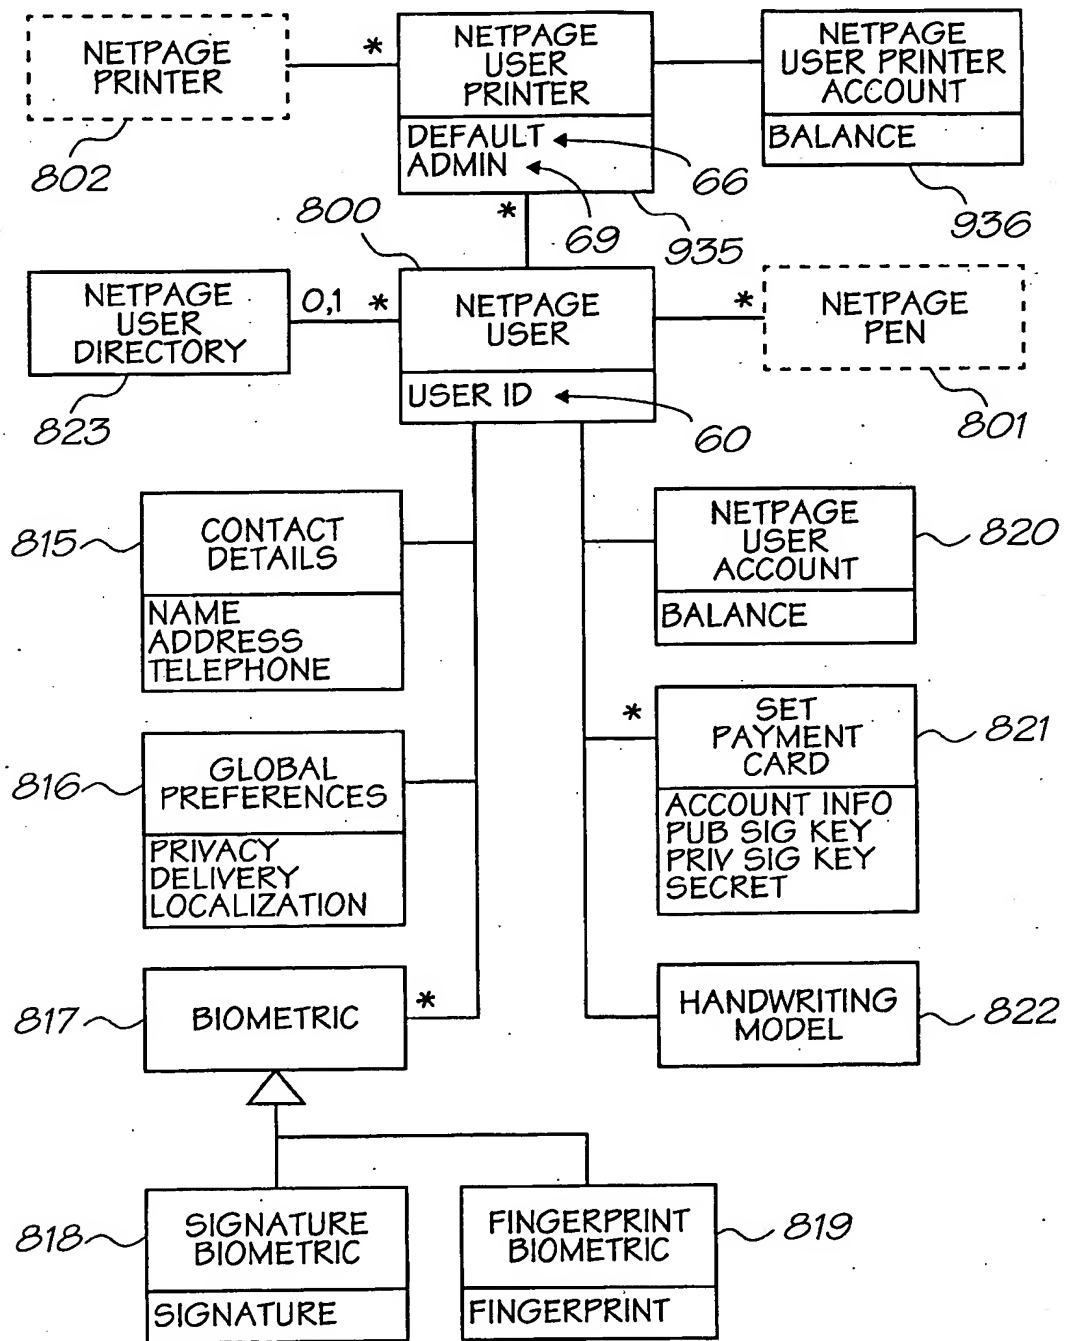 NETPAGE
PRINTER
802
*
NETPAGE
USER
PRINTER
DEFAULT
ADMIN
66
69
935
NETPAGE
USER PRINTER
ACCOUNT
BALANCE
936
*
800
NETPAGE
USER
DIRECTORY
823
0,1
*
NETPAGE
USER
USER ID
60
*
NETPAGE
PEN
801
815
CONTACT
DETAILS
NAME
ADDRESS
TELEPHONE
NETPAGE
USER
ACCOUNT
BALANCE
820
816
GLOBAL
PREFERENCES
PRIVACY
DELIVERY
LOCALIZATION
*
SET
PAYMENT
CARD
ACCOUNT INFO
PUB SIG KEY
PRIV SIG KEY
SECRET
821
817
BIOMETRIC
*
HANDWRITING
MODEL
822
818
SIGNATURE
BIOMETRIC
SIGNATURE
FINGERPRINT
BIOMETRIC
FINGERPRINT
819